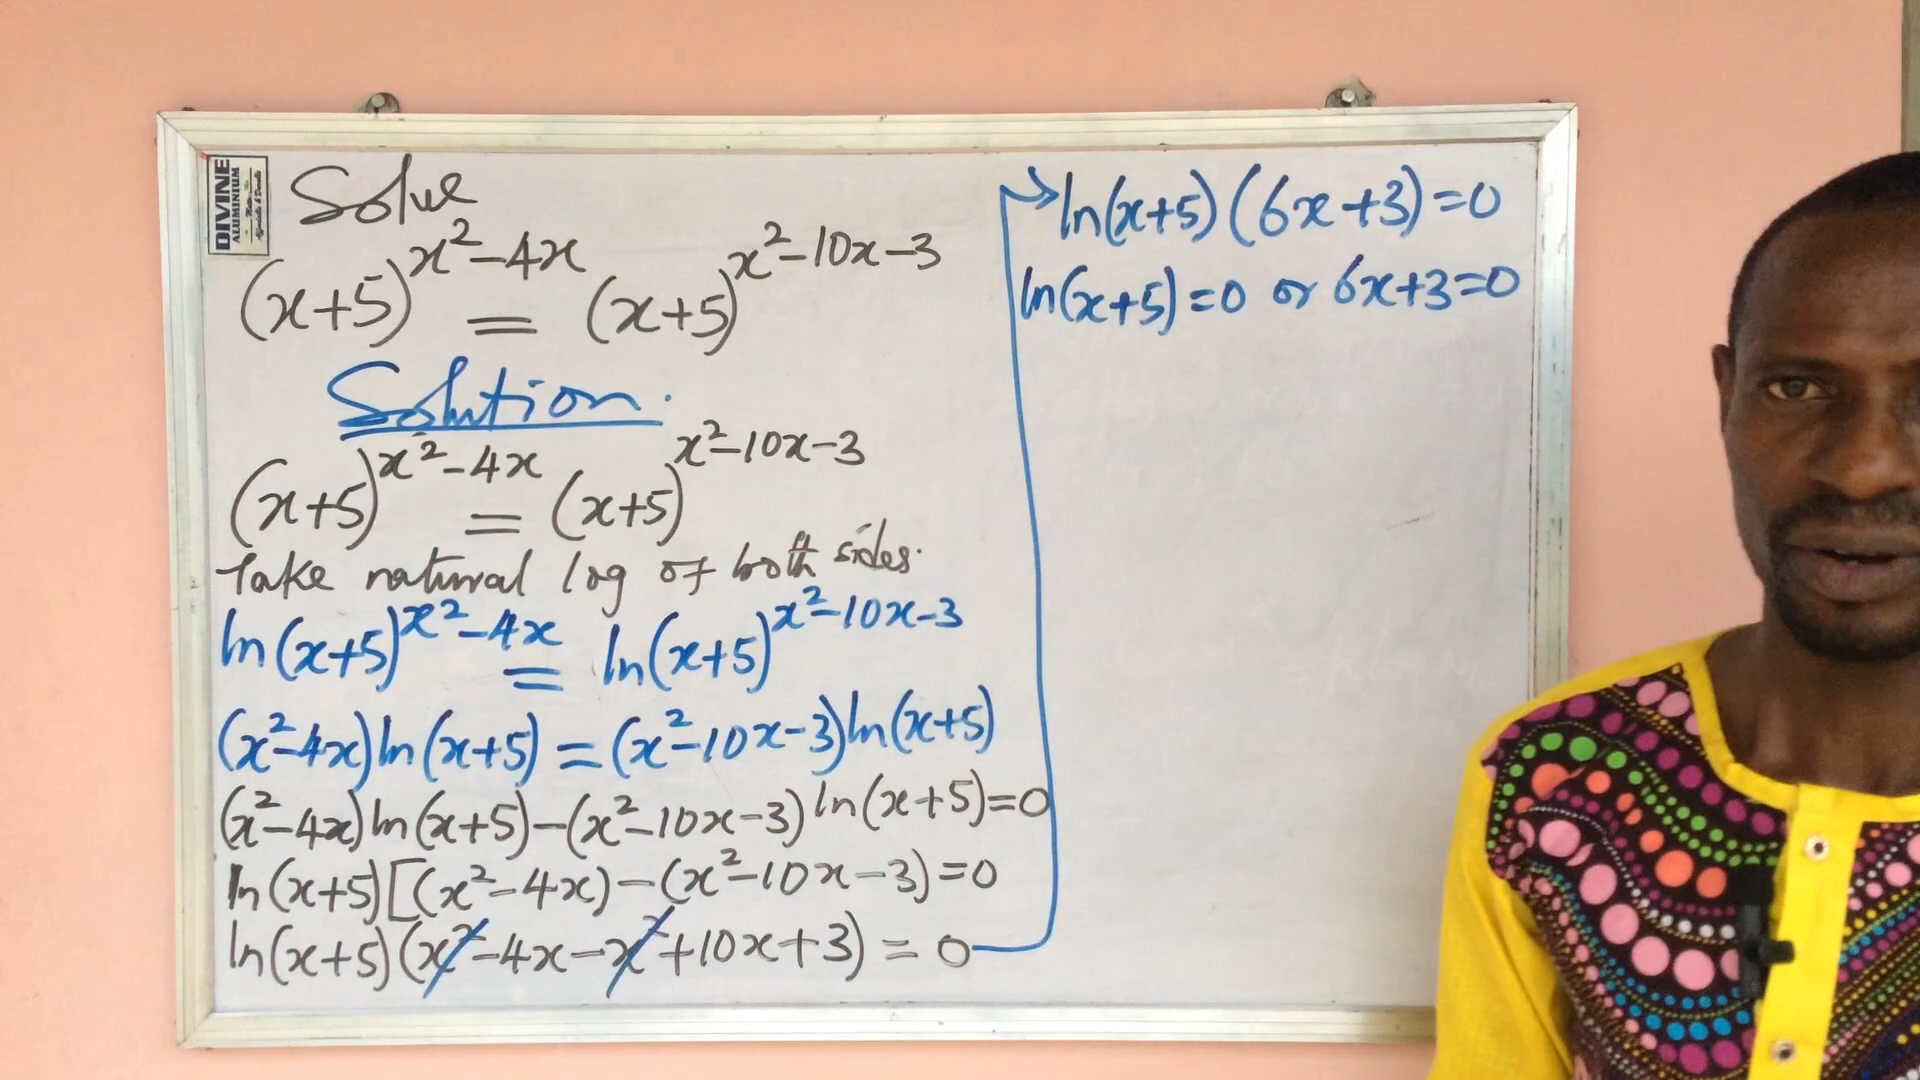 DIVINE
ALUMINIUM
Solve
(x+5)^x²-4x = (x+5)^x²-10x-3
Solution.
(x+5)^x²-4x = (x+5)^x²-10x-3
Take natural log of both sides.
ln(x+5)^x²-4x = ln(x+5)^x²-10x-3
(x²-4x)ln(x+5) = (x²-10x-3)ln(x+5)
(x²-4x)ln(x+5)-(x²-10x-3)ln(x+5)=0
ln(x+5)[(x²-4x)-(x²-10x-3)=0
ln(x+5)(x²-4x-x²+10x+3) = 0
ln(x+5)(6x+3)=0
ln(x+5)=0 or 6x+3=0